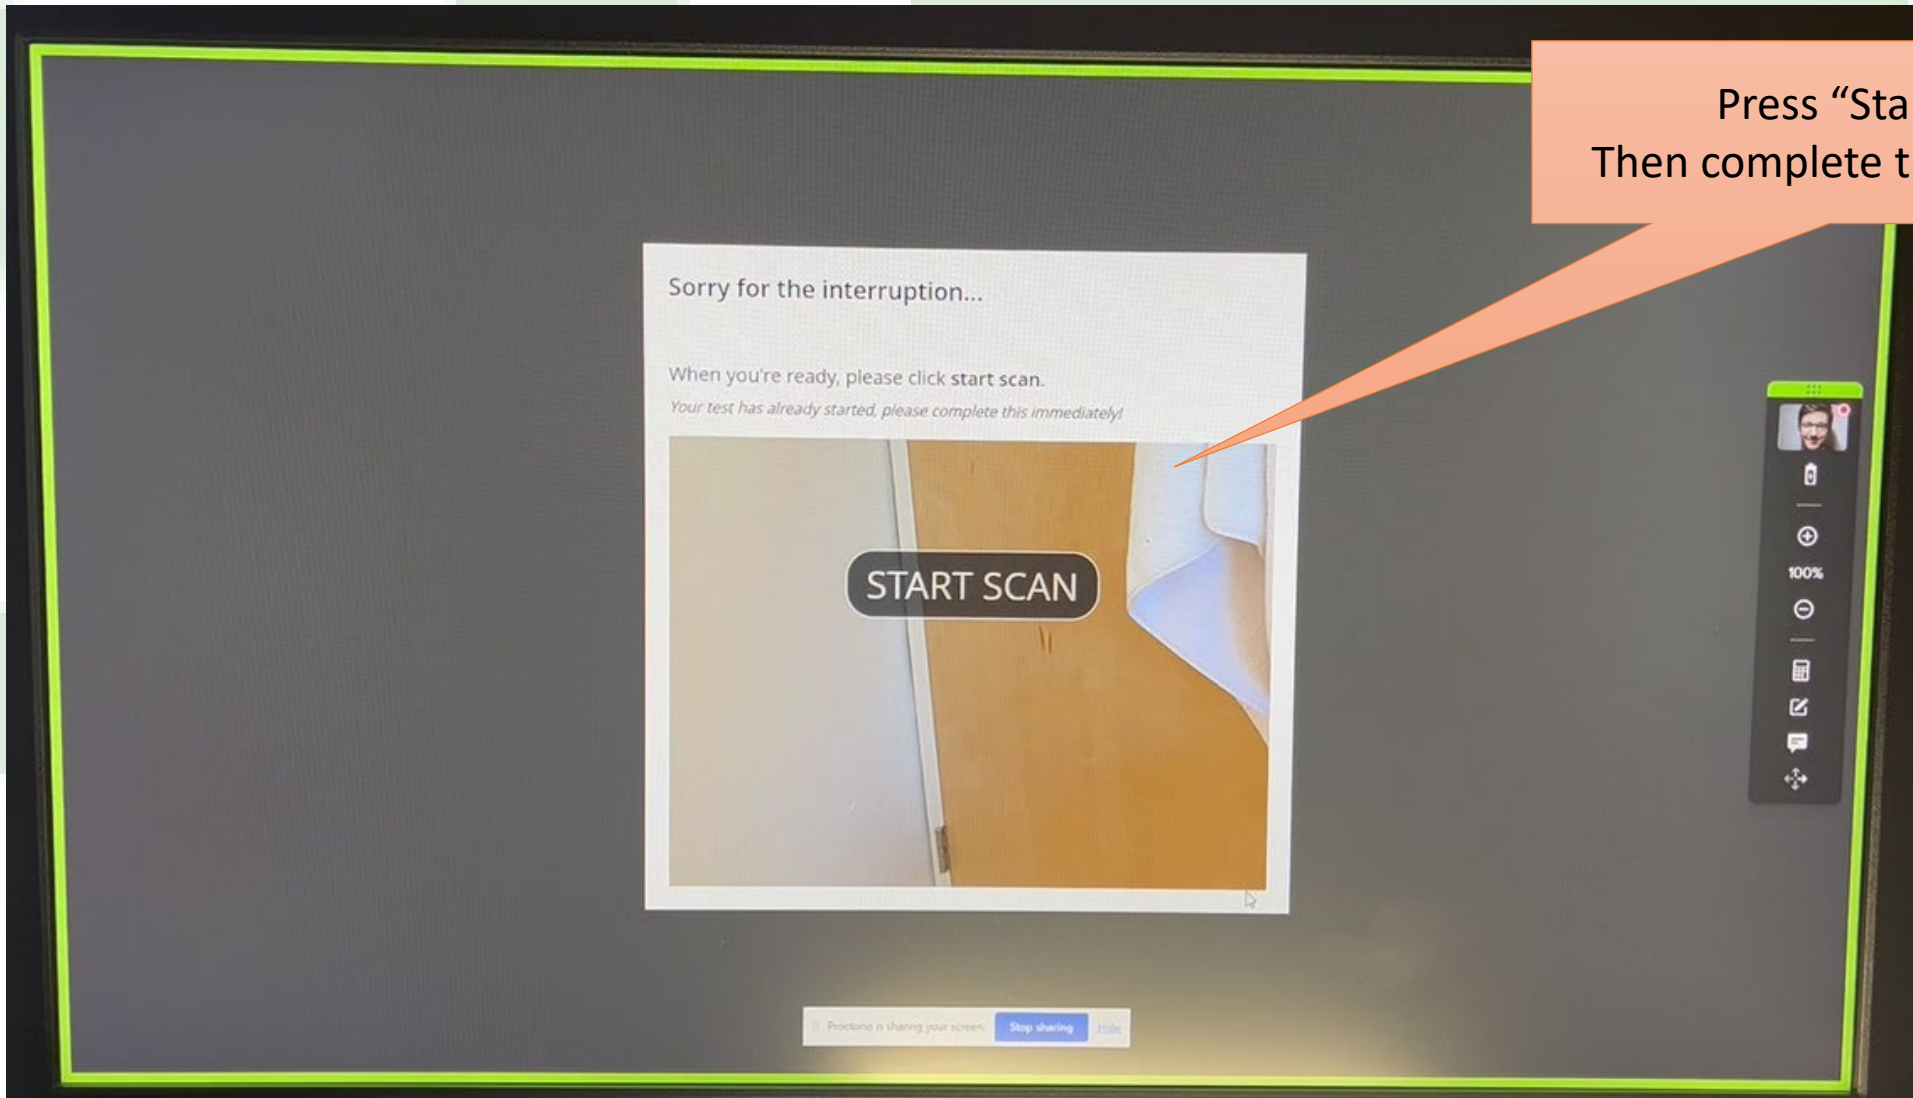 Press “Sta
Then complete t
Sorry for the interruption...
When you're ready, please click start scan.
Your test has already started, please complete this immediately!
START SCAN
100%
Proctorio is sharing your screen.
Stop sharing
Hide